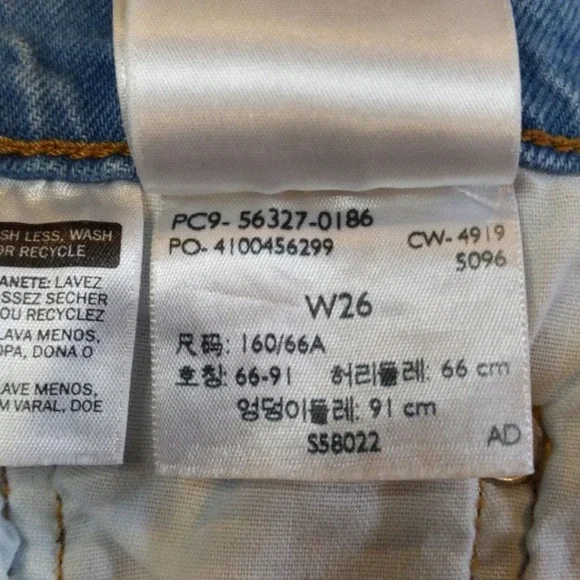 SH LESS, WASH
OR RECYCLE
ANETE: LAVEZ
SSEZ SECHER
OU RECYCLEZ
LAVA MENOS,
OPA, DONA O
AVE MENOS,
M VARAL, DOE
PC9- 56327-0186
PO- 4100456299
CW- 4919
5096
W26
尺码: 160/66A
호칭: 66-91 허리둘레: 66 cm
엉덩이둘레: 91 cm
S58022
AD